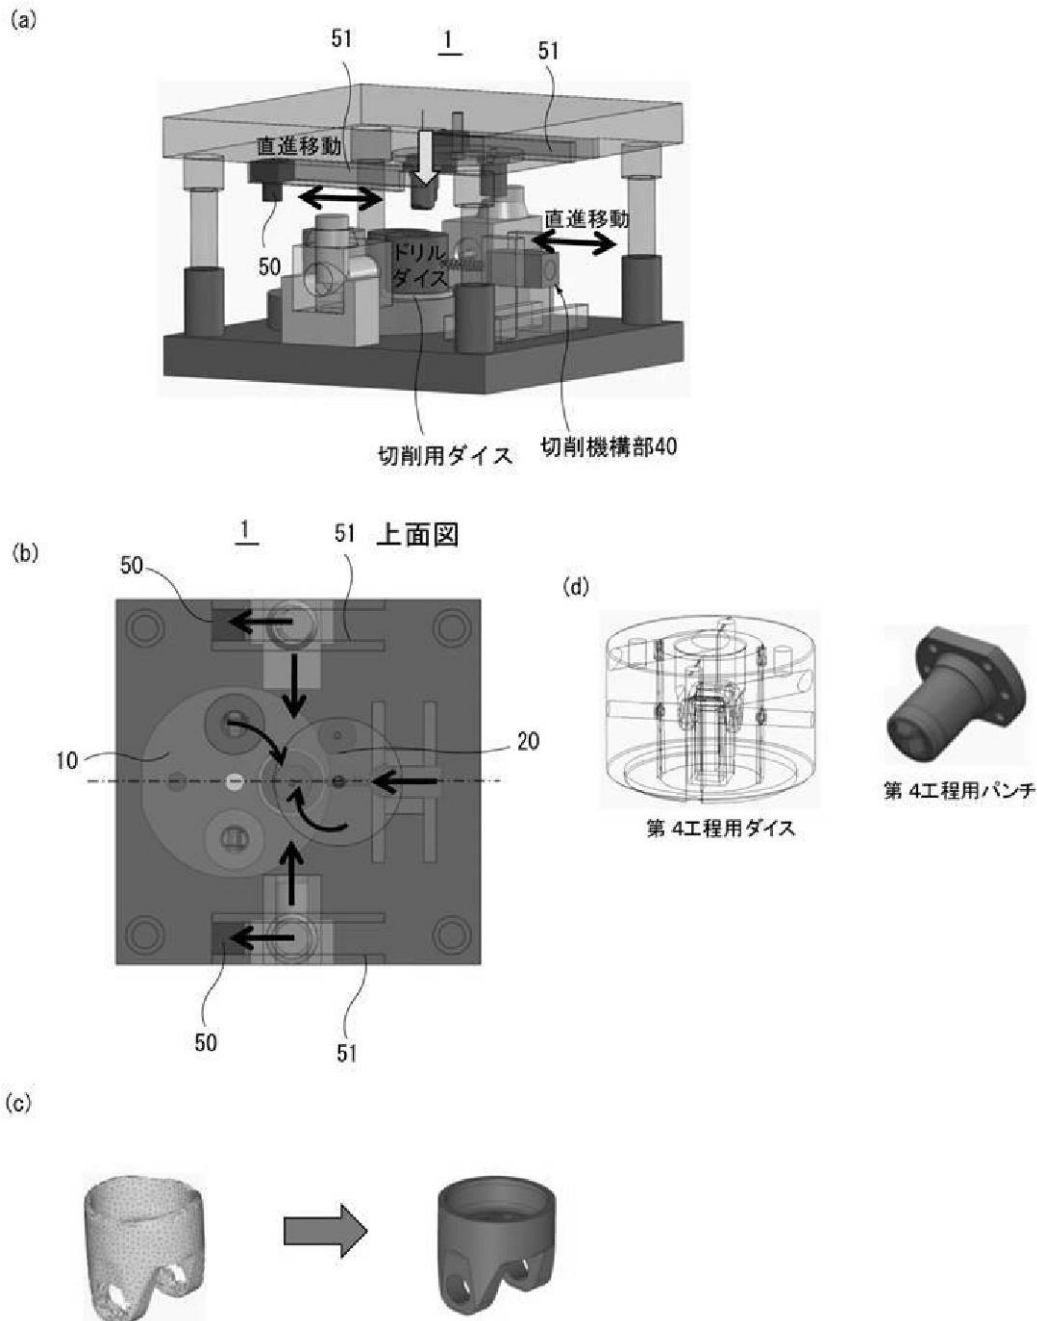 (a)
51
1
51
直進移動
51
直進移動
50
ドリル
ダイス
切削用ダイス
切削機構部40
(b)
1
51
上面図
50
(d)
10
20
第 4工程用ダイス
第 4工程用パンチ
50
51
(c)